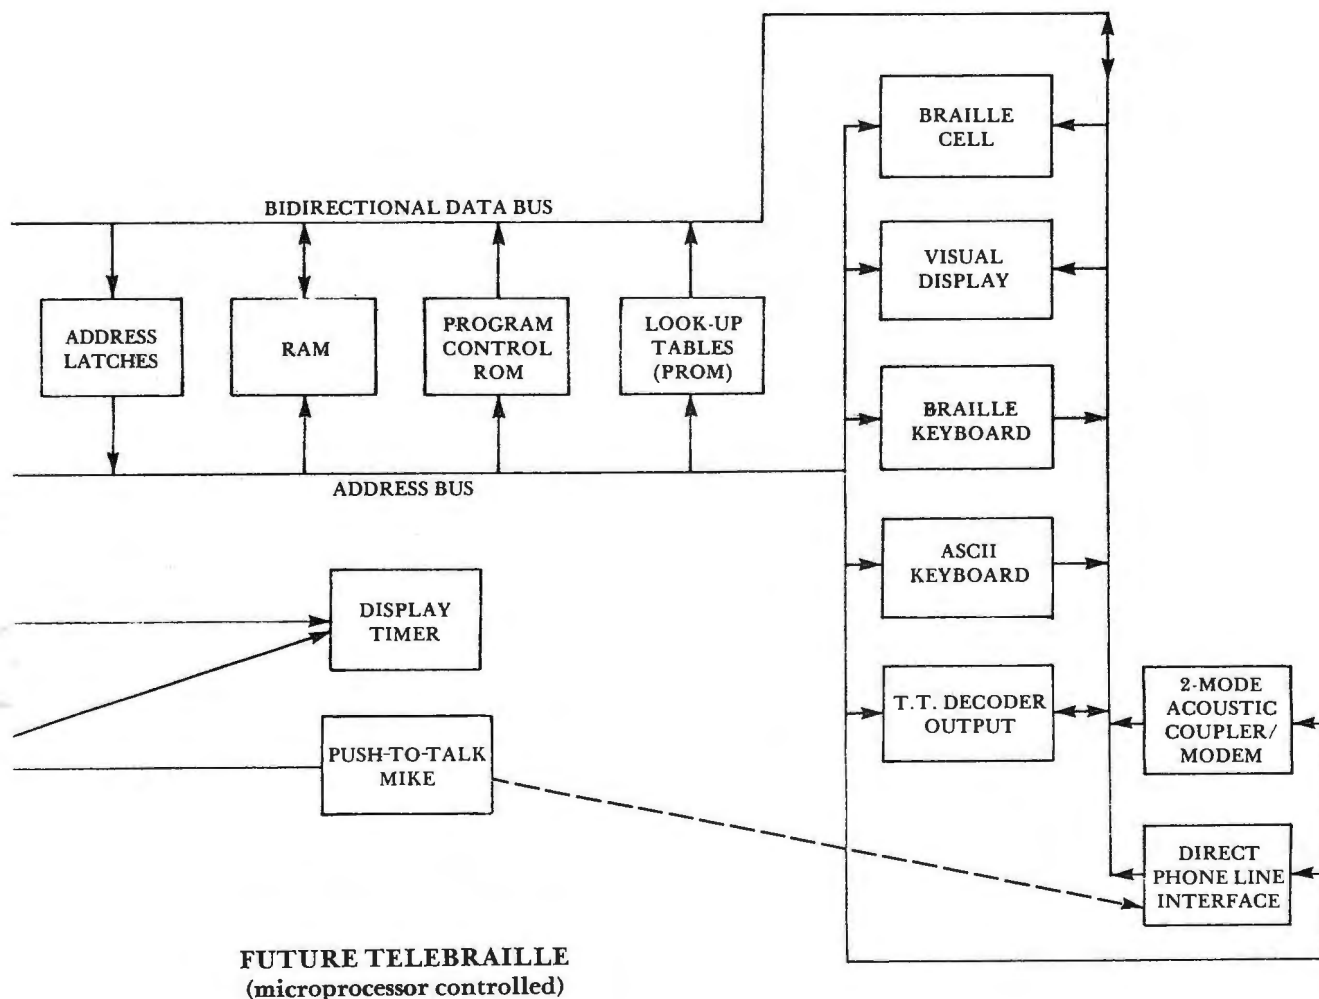 BRAILLE
CELL
BIDIRECTIONAL DATA BUS
VISUAL
DISPLAY
ADDRESS
LATCHES
RAM
PROGRAM
CONTROL
ROM
LOOK-UP
TABLES
(PROM)
BRAILLE
KEYBOARD
ADDRESS BUS
ASCII
KEYBOARD
DISPLAY
TIMER
T.T. DECODER
OUTPUT
2-MODE
ACOUSTIC
COUPLER/
MODEM
PUSH-TO-TALK
MIKE
DIRECT
PHONE LINE
INTERFACE
FUTURE TELEBRAILLE
(microprocessor controlled)